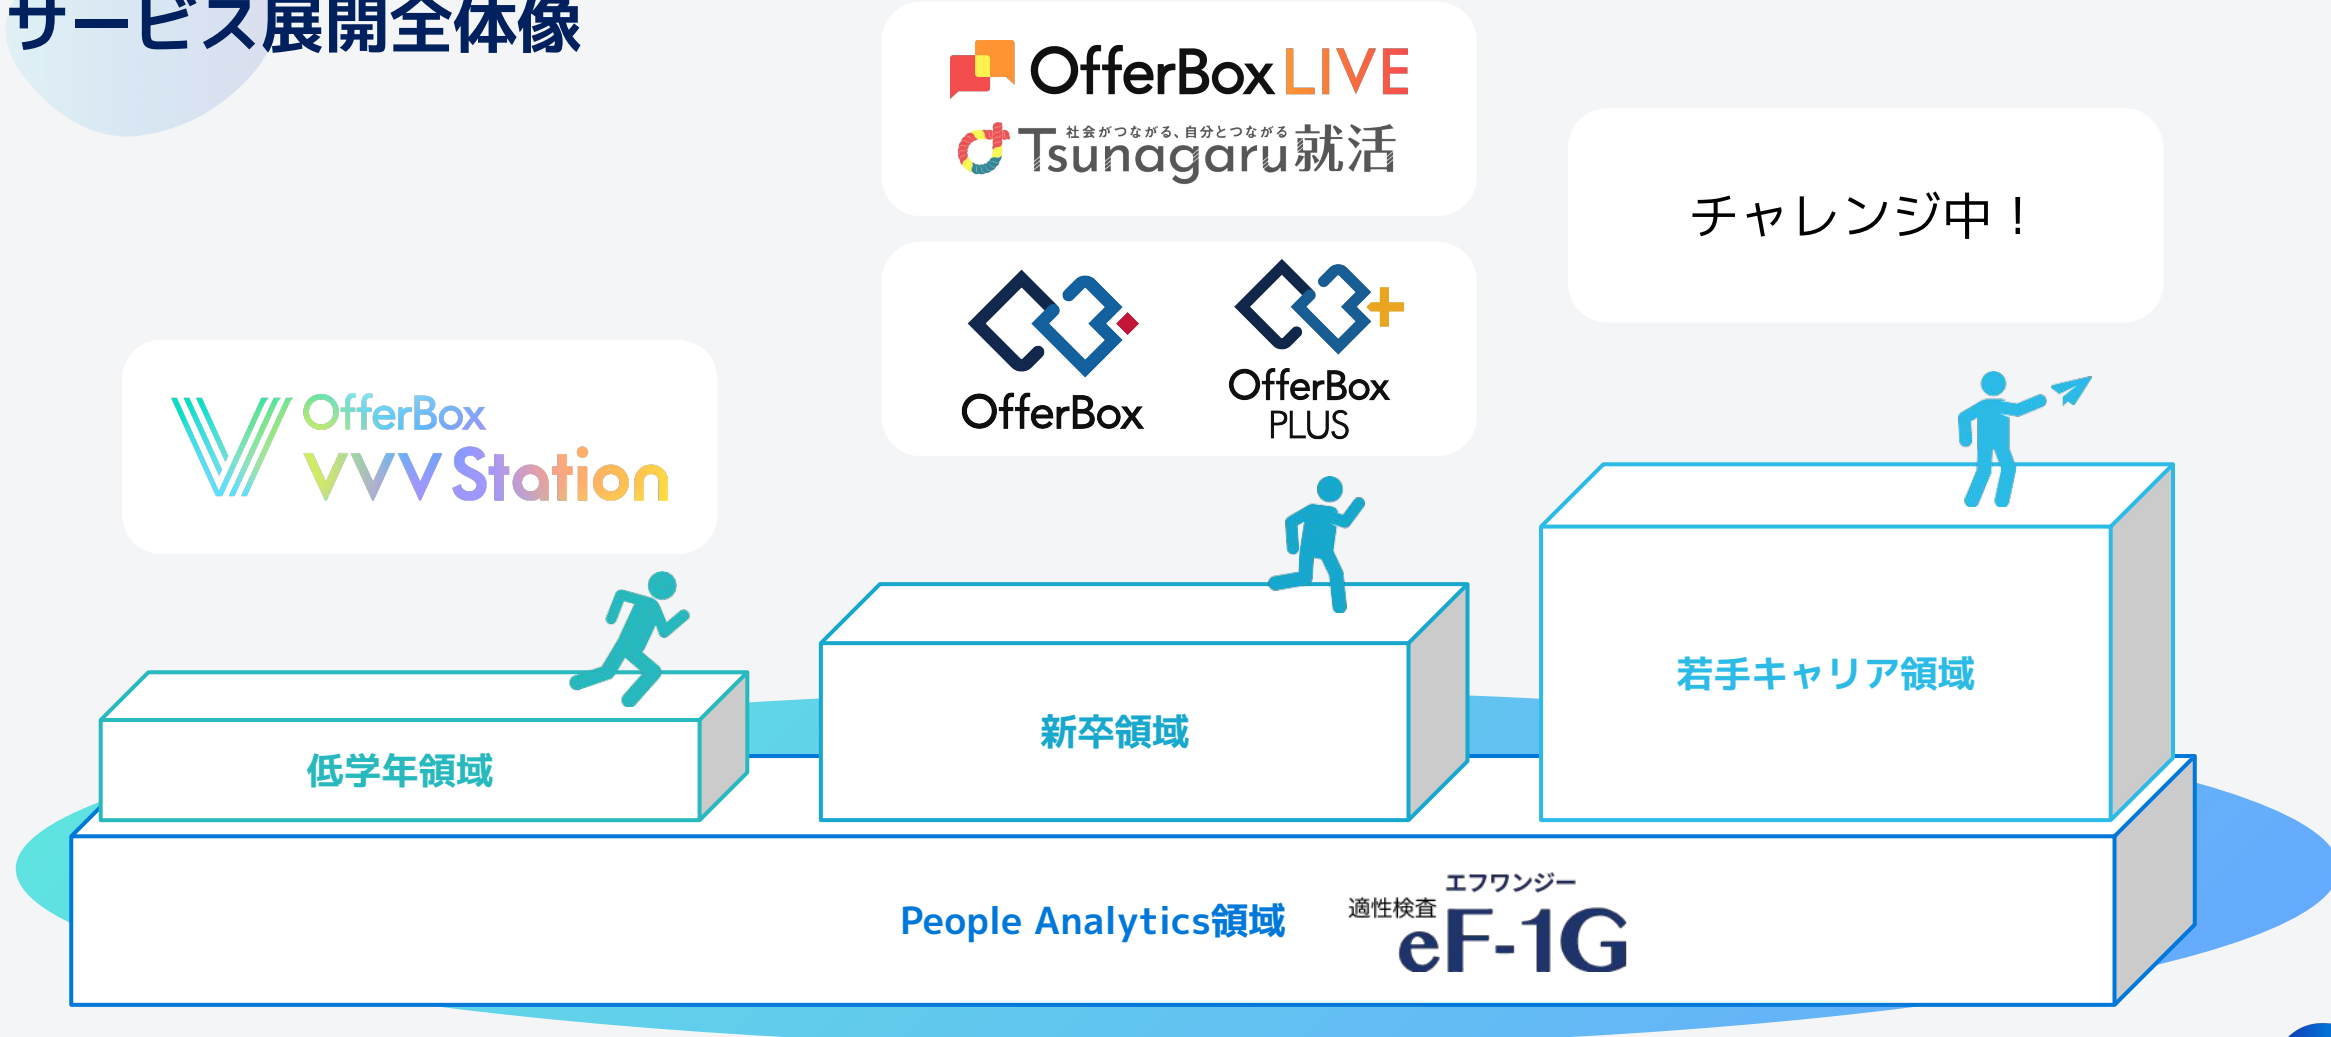 サービス展開全体像
OfferBox LIVE
社会がつながる、自分とつながる
Tsunagaru就活
チャレンジ中！
OfferBox
OfferBox
PLUS
OfferBox
VVV Station
若手キャリア領域
新卒領域
低学年領域
People Analytics領域
エフワンジー
適性検査
eF-1G